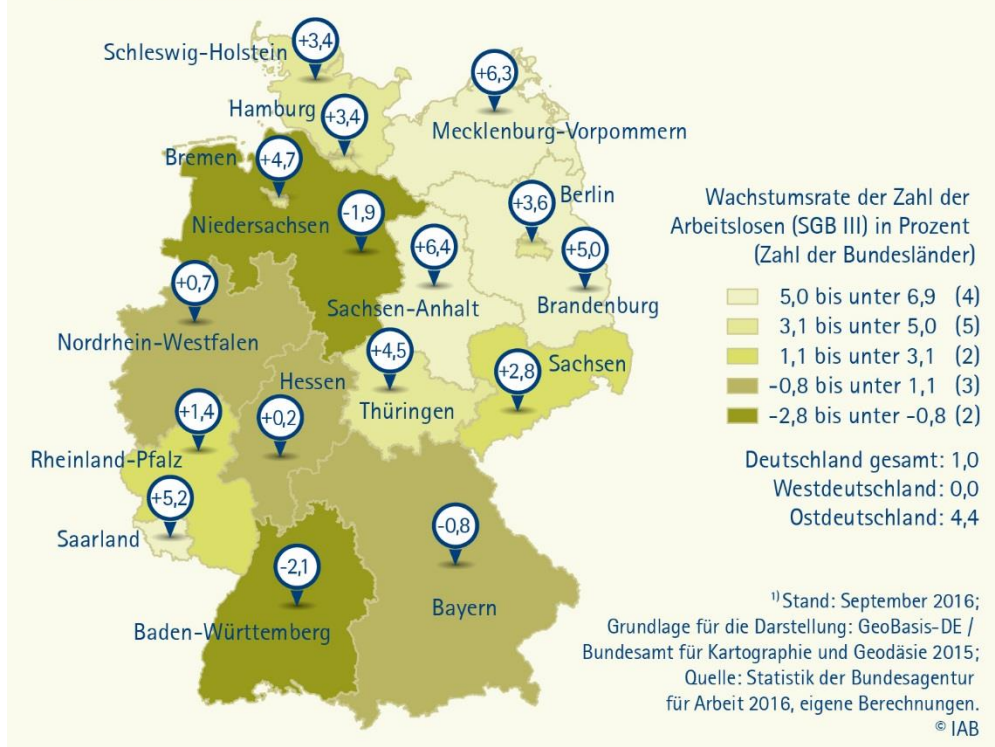 +3,4
Schleswig-Holstein
+6,3
Hamburg
+3,4
Mecklenburg-Vorpommern
Bremen
+4,7
Berlin
+3,6
Niedersachsen
-1,9
+6,4
+5,0
+0,7
Sachsen-Anhalt
Brandenburg
Nordrhein-Westfalen
+4,5
Sachsen
+2,8
Hessen
Thüringen
+1,4
+0,2
Rheinland-Pfalz
+5,2
Saarland
-0,8
-2,1
Bayern
Baden-Württemberg
Wachstumsrate der Zahl der
Arbeitslosen (SGB III) in Prozent
(Zahl der Bundesländer)
5,0 bis unter 6,9 (4)
3,1 bis unter 5,0 (5)
1,1 bis unter 3,1 (2)
-0,8 bis unter 1,1 (3)
-2,8 bis unter -0,8 (2)
Deutschland gesamt: 1,0
Westdeutschland: 0,0
Ostdeutschland: 4,4
¹⁾ Stand: September 2016;
Grundlage für die Darstellung: GeoBasis-DE /
Bundesamt für Kartographie und Geodäsie 2015;
Quelle: Statistik der Bundesagentur
für Arbeit 2016, eigene Berechnungen.
© IAB